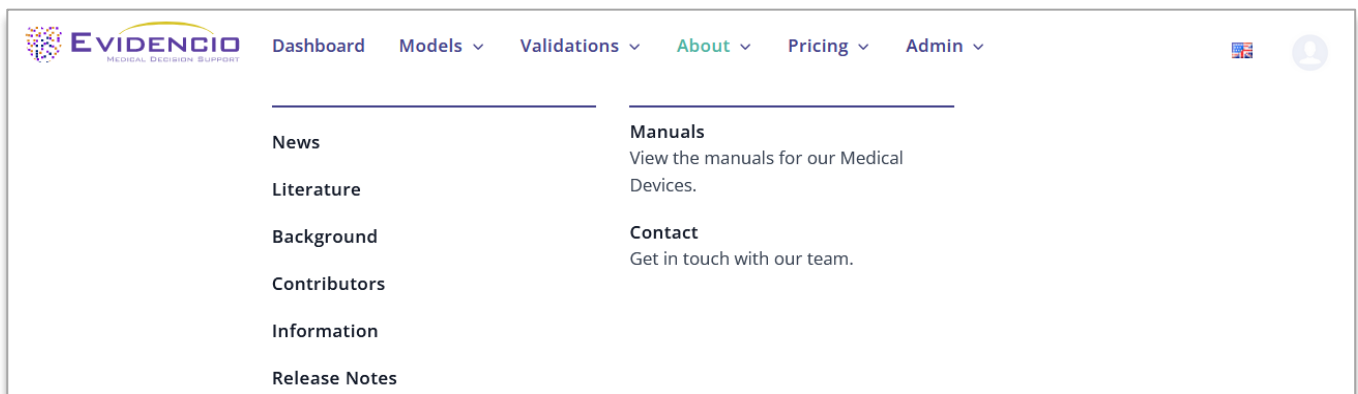 EVIDENCIO
MEDICAL DECISION SUPPORT
Dashboard
Models
Validations
About
Pricing
Admin
News
Literature
Background
Contributors
Information
Release Notes
Manuals
View the manuals for our Medical
Devices.
Contact
Get in touch with our team.